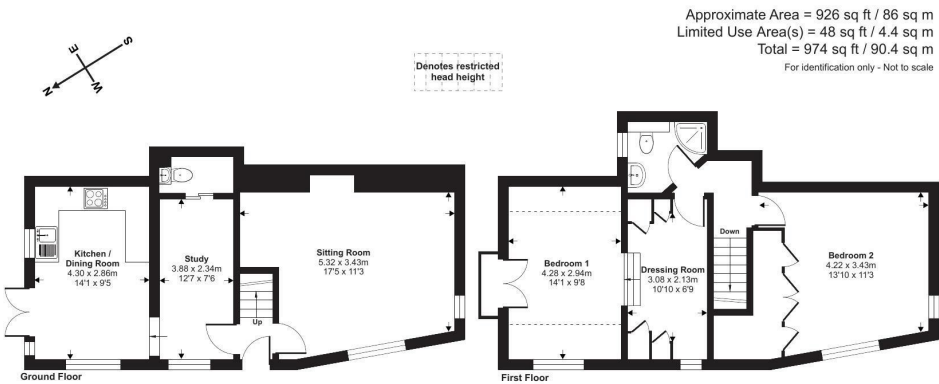 Approximate Area = 926 sq ft / 86 sq m
Limited Use Area(s) = 48 sq ft / 4.4 sq m
Total = 974 sq ft / 90.4 sq m
For identification only - Not to scale
N
E
S
W
Denotes restricted
head height
Kitchen /
Dining Room
4.30 x 2.86m
14'1 x 9'5
Study
3.88 x 2.34m
12'7 x 7'6
Sitting Room
5.32 x 3.43m
17'5 x 11'3
Up
Ground Floor
Bedroom 1
4.28 x 2.94m
14'1 x 9'8
Dressing Room
3.08 x 2.13m
10'10 x 6'9
Down
Bedroom 2
4.22 x 3.43m
13'10 x 11'3
First Floor